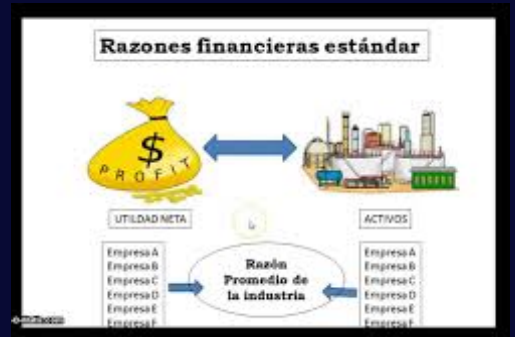 Razones financieras estándar
$
PROFIT
UTILDAD NETA
ACTIVOS
Empresa A
Empresa B
Empresa C
Empresa D
Empresa E
Empresa F
Razón
Promedio de
la industria
Empresa A
Empresa B
Empresa C
Empresa D
Empresa E
Empresa F